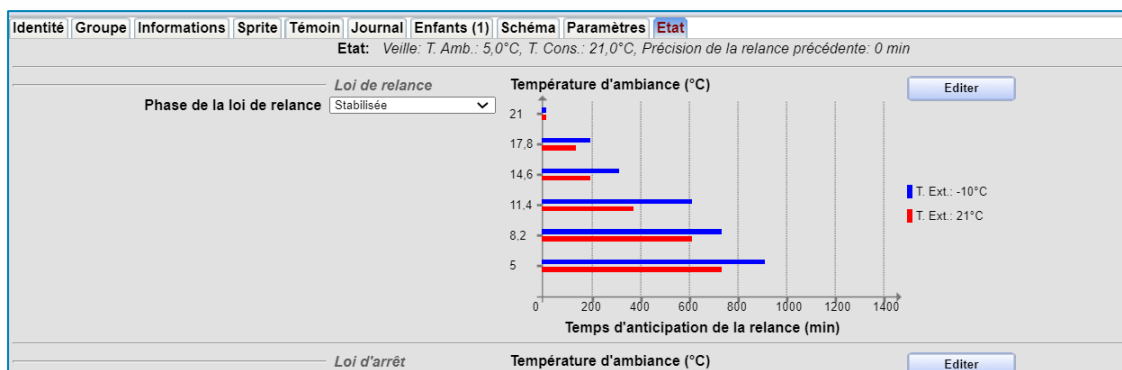 Identité Groupe Informations Sprite Témoin Journal Enfants (1) Schéma Paramètres Etat
Etat: Veille: T. Amb.: 5,0°C, T. Cons.: 21,0°C, Précision de la relance précédente: 0 min
Loi de relance
Phase de la loi de relance Stabilisée
Température d'ambiance (°C)
Editer
21
17,8
14,6
11,4
8,2
5
0 200 400 600 800 1000 1200 1400
Temps d'anticipation de la relance (min)
T. Ext.: -10°C
T. Ext.: 21°C
Loi d'arrêt
Température d'ambiance (°C)
Editer